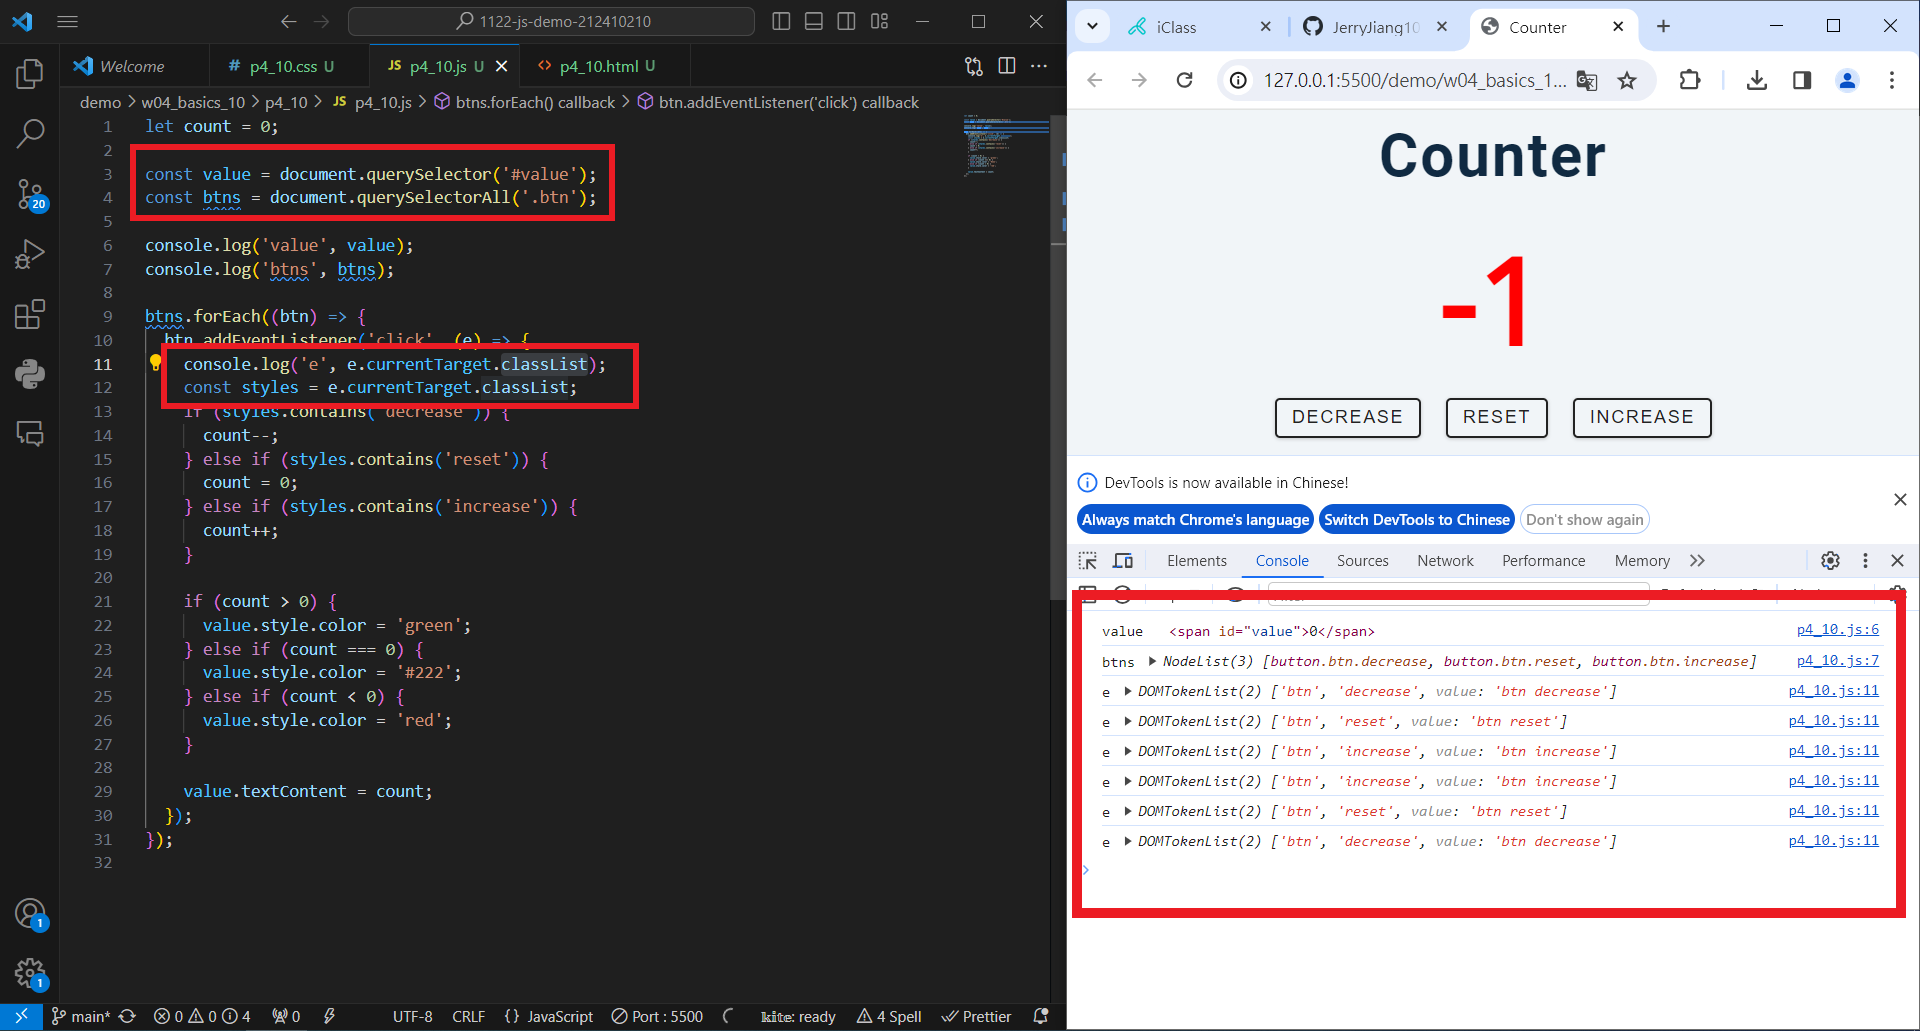 1122-js-demo-212410210
Welcome
# p4_10.css U
JS p4_10.js U
<> p4_10.html U
demo > w04_basics_10 > p4_10 > JS p4_10.js > btns.forEach() callback > btn.addEventListener('click') callback
1 let count = 0;
2
3 const value = document.querySelector('#value');
4 const btns = document.querySelectorAll('.btn');
5
6 console.log('value', value);
7 console.log('btns', btns);
8
9 btns.forEach((btn) => {
10 btn.addEventListener('click', (e) => {
11 console.log('e', e.currentTarget.classList);
12 const styles = e.currentTarget.classList;
13 if (styles.contains('decrease')) {
14 count--;
15 } else if (styles.contains('reset')) {
16 count = 0;
17 } else if (styles.contains('increase')) {
18 count++;
19 }
20
21 if (count > 0) {
22 value.style.color = 'green';
23 } else if (count === 0) {
24 value.style.color = '#222';
25 } else if (count < 0) {
26 value.style.color = 'red';
27 }
28
29 value.textContent = count;
30 });
31 });
32
20
1
1
main*
0 0 4
0
UTF-8
CRLF
{} JavaScript
Port : 5500
kite: ready
4 Spell
Prettier
iClass
JerryJiang10
Counter
127.0.0.1:5500/demo/w04_basics_1...
Counter
-1
DECREASE
RESET
INCREASE
DevTools is now available in Chinese!
Always match Chrome's language
Switch DevTools to Chinese
Don't show again
Elements
Console
Sources
Network
Performance
Memory
value <span id="value">0</span> p4_10.js:6
btns NodeList(3) [button.btn.decrease, button.btn.reset, button.btn.increase] p4_10.js:7
e DOMTokenList(2) ['btn', 'decrease', value: 'btn decrease'] p4_10.js:11
e DOMTokenList(2) ['btn', 'reset', value: 'btn reset'] p4_10.js:11
e DOMTokenList(2) ['btn', 'increase', value: 'btn increase'] p4_10.js:11
e DOMTokenList(2) ['btn', 'increase', value: 'btn increase'] p4_10.js:11
e DOMTokenList(2) ['btn', 'reset', value: 'btn reset'] p4_10.js:11
e DOMTokenList(2) ['btn', 'decrease', value: 'btn decrease'] p4_10.js:11